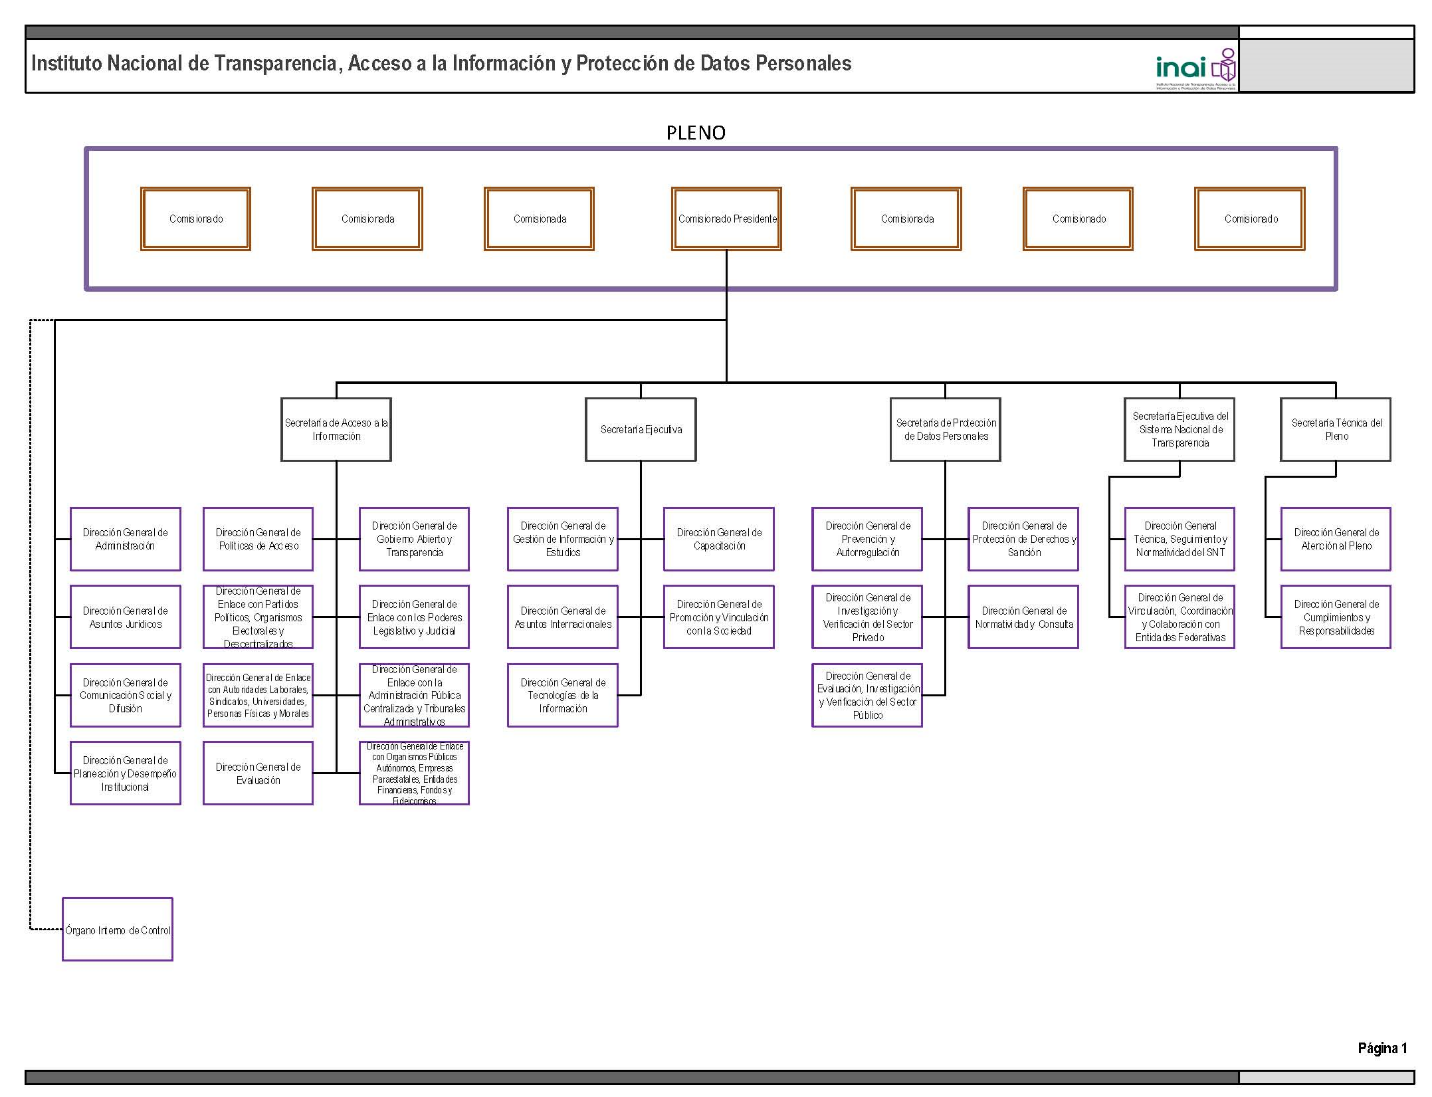 Instituto Nacional de Transparencia, Acceso a la Información y Protección de Datos Personales
inai
Instituto Nacional de Transparencia, Acceso a la
Información y Protección de Datos Personales
PLENO
Comisionado
Comisionada
Comisionada
Comisionado Presidente
Comisionada
Comisionado
Comisionado
Secretaría de Acceso a la
Información
Secretaría Ejecutiva
Secretaría de Protección
de Datos Personales
Secretaría Ejecutiva del
Sistema Nacional de
Transparencia
Secretaría Técnica del
Pleno
Dirección General de
Administración
Dirección General de
Políticas de Acceso
Dirección General de
Gobierno Abierto y
Transparencia
Dirección General de
Gestión de Información y
Estudios
Dirección General de
Capacitación
Dirección General de
Prevención y
Autorregulación
Dirección General de
Protección de Derechos y
Sanción
Dirección General
Técnica, Seguimiento y
Normatividad del SNT
Dirección General de
Atención al Pleno
Dirección General de
Asuntos Jurídicos
Dirección General de
Enlace con Partidos
Políticos, Organismos
Electorales y
Descentralizados
Dirección General de
Enlace con los Poderes
Legislativo y Judicial
Dirección General de
Asuntos Internacionales
Dirección General de
Promoción y Vinculación
con la Sociedad
Dirección General de
Investigación y
Verificación del Sector
Privado
Dirección General de
Normatividad y Consulta
Dirección General de
Vinculación, Coordinación
y Colaboración con
Entidades Federativas
Dirección General de
Cumplimientos y
Responsabilidades
Dirección General de
Comunicación Social y
Difusión
Dirección General de Enlace
con Autoridades Laborales,
Sindicatos, Universidades,
Personas Físicas y Morales
Dirección General de
Enlace con la
Administración Pública
Centralizada y Tribunales
Administrativos
Dirección General de
Tecnologías de la
Información
Dirección General de
Evaluación, Investigación
y Verificación del Sector
Público
Dirección General de
Planeación y Desempeño
Institucional
Dirección General de
Evaluación
Dirección General de Enlace
con Organismos Públicos
Autónomos, Empresas
Paraestatales, Entidades
Financieras, Fondos y
Fideicomisos
Órgano Interno de Control
Página 1